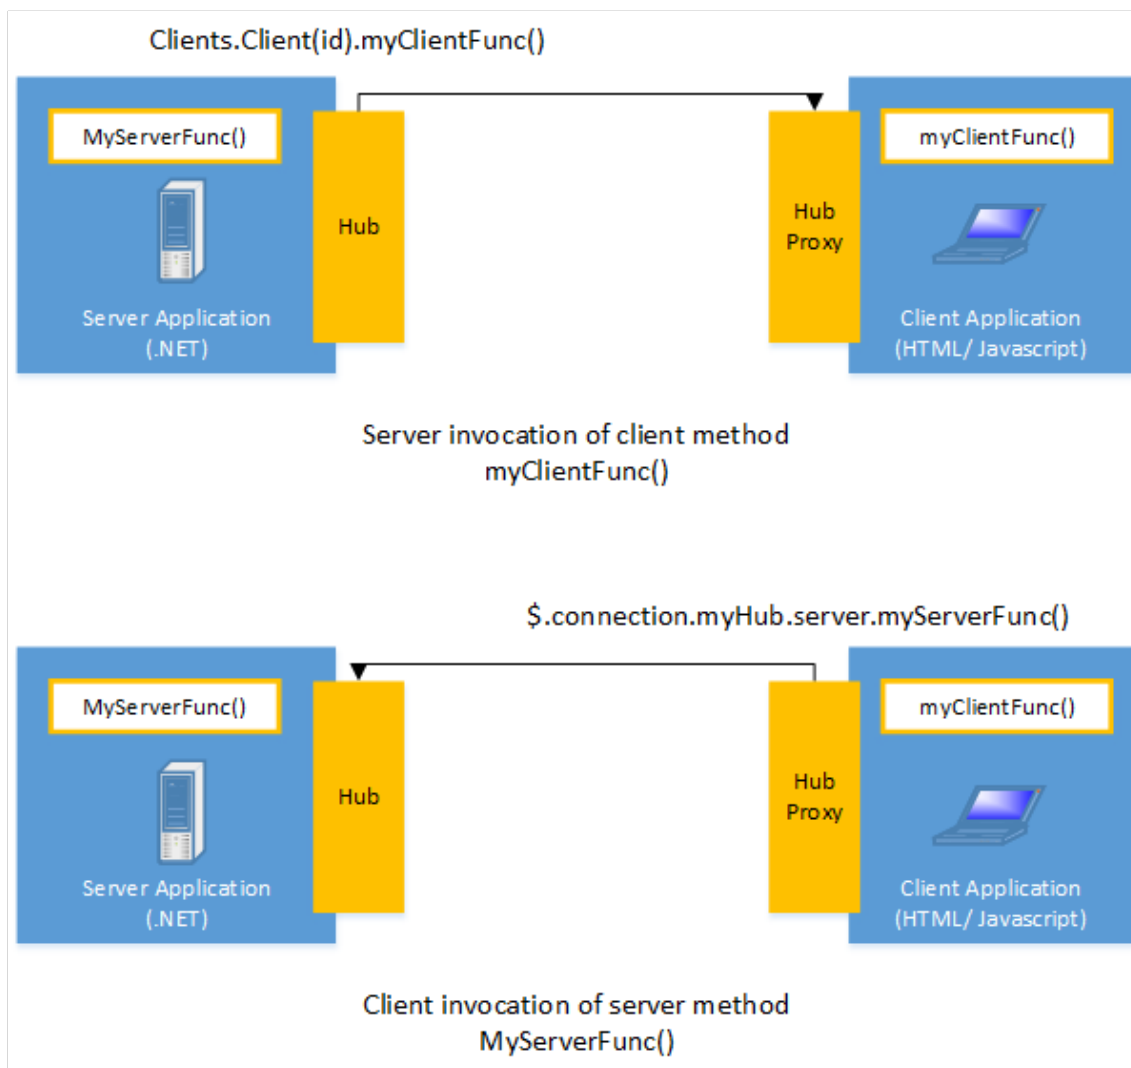 Clients.Client(id).myClientFunc()
MyServerFunc()
myClientFunc()
Hub
Hub
Proxy
Server Application
(.NET)
Client Application
(HTML/ Javascript)
Server invocation of client method
myClientFunc()
$.connection.myHub.server.myServerFunc()
MyServerFunc()
myClientFunc()
Hub
Hub
Proxy
Server Application
(.NET)
Client Application
(HTML/ Javascript)
Client invocation of server method
MyServerFunc()